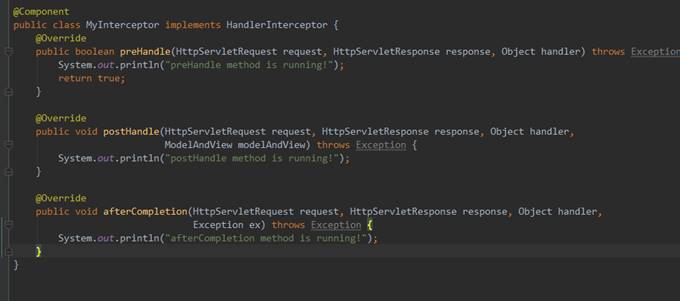 @Component
public class MyInterceptor implements HandlerInterceptor {
@Override
public boolean preHandle(HttpServletRequest request, HttpServletResponse response, Object handler) throws Exception
System.out.println("preHandle method is running!");
return true;
}
@Override
public void postHandle(HttpServletRequest request, HttpServletResponse response, Object handler,
ModelAndView modelAndView) throws Exception {
System.out.println("postHandle method is running!");
}
@Override
public void afterCompletion(HttpServletRequest request, HttpServletResponse response, Object handler,
Exception ex) throws Exception {
System.out.println("afterCompletion method is running!");
}
}